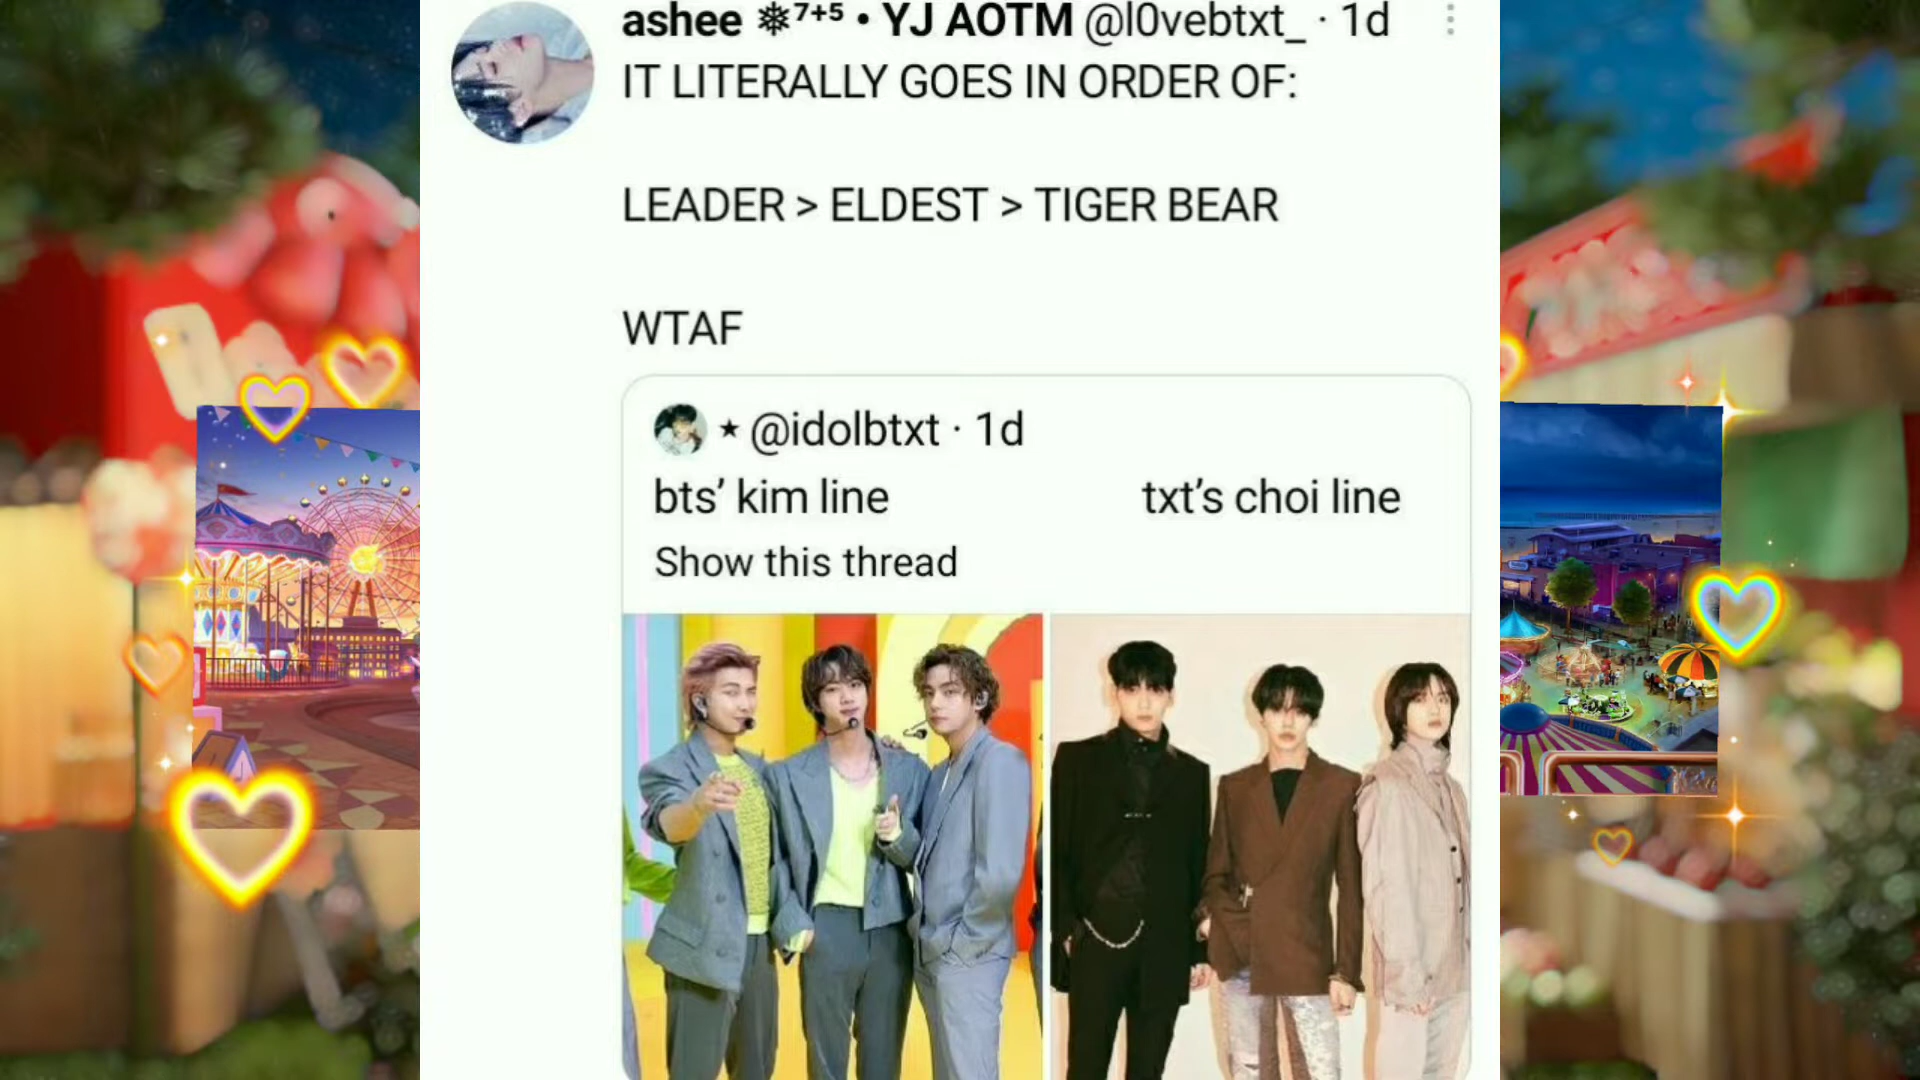 ashee ❅⁷⁺⁵ • YJ AOTM @l0vebtxt_ · 1d
IT LITERALLY GOES IN ORDER OF:
LEADER > ELDEST > TIGER BEAR
WTAF
★ @idolbtxt · 1d
bts’ kim line txt’s choi line
Show this thread